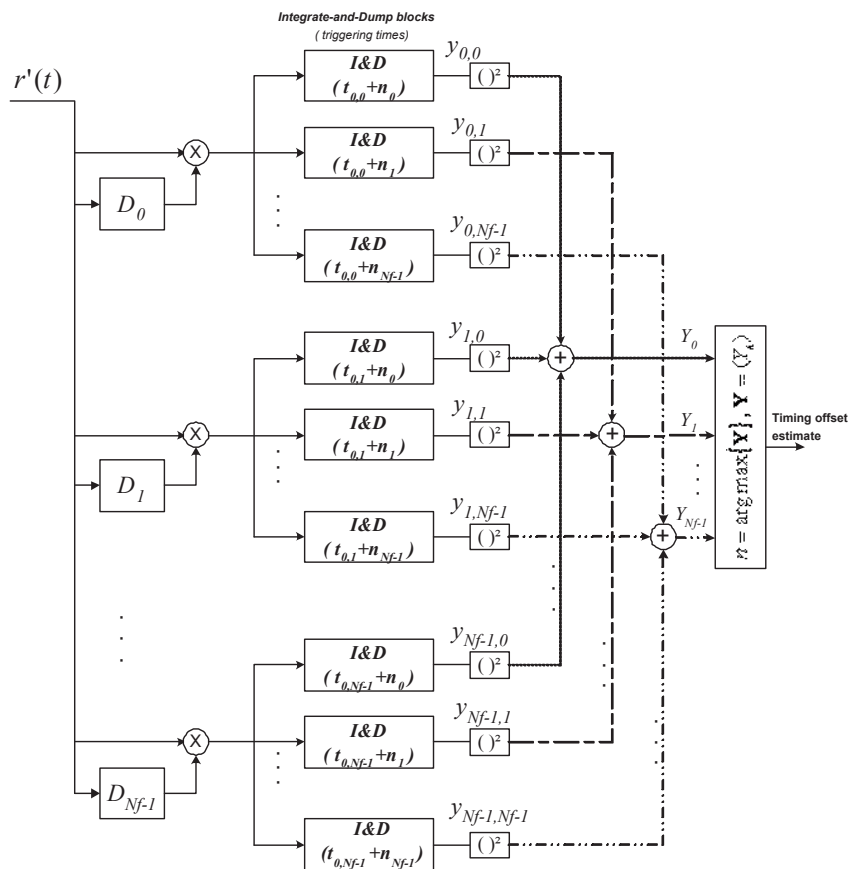 Integrate-and-Dump blocks
( triggering times)
r'(t)
I&D
( t0,0+n0 )
y0,0
( )²
X
D0
I&D
( t0,0+n1 )
y0,1
( )²
I&D
( t0,0+nNf-1 )
y0,Nf-1
( )²
X
D1
I&D
( t0,1+n0 )
y1,0
( )²
+
Y0
I&D
( t0,1+n1 )
y1,1
( )²
+
Y1
I&D
( t0,1+nNf-1 )
y1,Nf-1
( )²
+
YNf-1
n = arg max{Y}, Y = (Yk)
Timing offset
estimate
X
DNf-1
I&D
( t0,Nf-1+n0 )
yNf-1,0
( )²
I&D
( t0,Nf-1+n1 )
yNf-1,1
( )²
I&D
(t0,Nf-1+nNf-1)
yNf-1,Nf-1
( )²